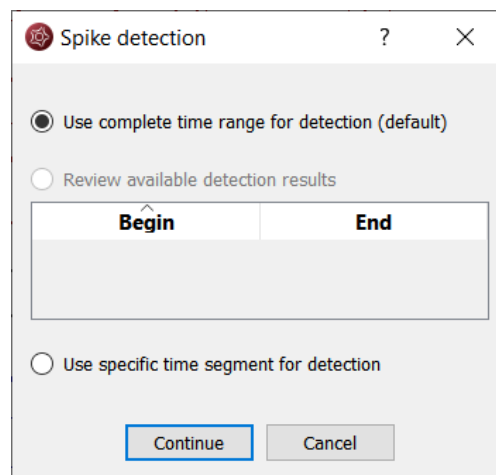 Spike detection
?
Use complete time range for detection (default)
Review available detection results
Begin End
Use specific time segment for detection
Continue Cancel